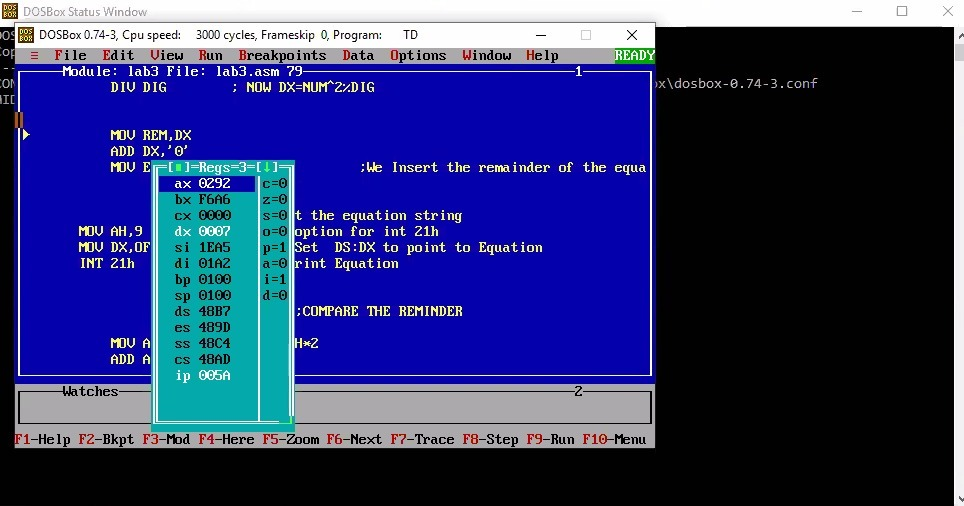 DOSBox Status Window
DOSBox 0.74-3, Cpu speed: 3000 cycles, Frameskip 0, Program: TD
≡ File Edit View Run Breakpoints Data Options Window Help READY
Module: lab3 File: lab3.asm 79 1
DIV DIG ; NOW DX=NUM^2%DIG
ox\dosbox-0.74-3.conf
MOV REM,DX
ADD DX,'0'
MOV E ;We Insert the remainder of the equa
[■]=Regs=3=[↓]
ax 0292 c=0
bx F6A6 z=0
cx 0000 s=0 t the equation string
MOV AH,9 dx 0007 o=0 option for int 21h
MOV DX,OF si 1EA5 p=1 Set DS:DX to point to Equation
INT 21h di 01A2 a=0 rint Equation
bp 0100 i=1
sp 0100 d=0
ds 48B7 ;COMPARE THE REMINDER
es 489D
MOV A ss 48C4 H*2
ADD A cs 48AD
ip 005A
Watches 2
F1-Help F2-Bkpt F3-Mod F4-Here F5-Zoom F6-Next F7-Trace F8-Step F9-Run F10-Menu